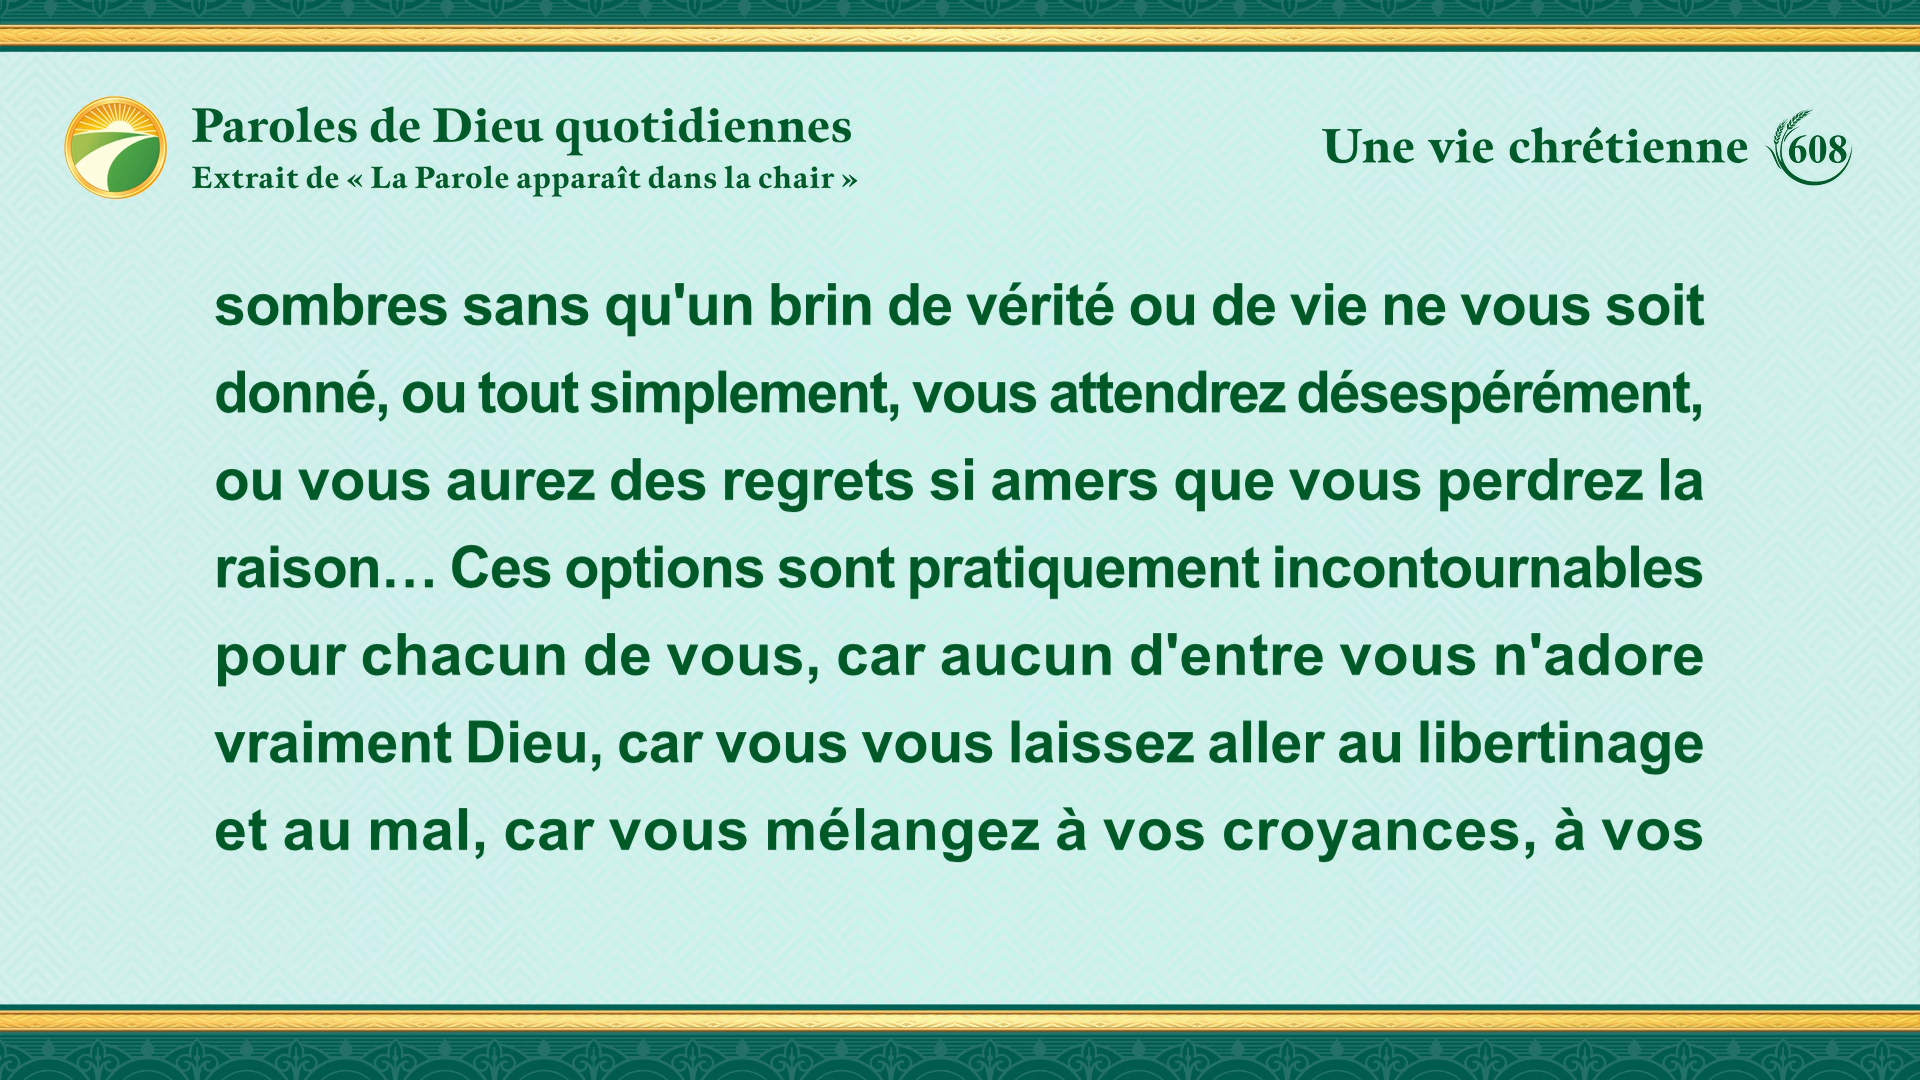 Paroles de Dieu quotidiennes
Extrait de « La Parole apparaît dans la chair »
Une vie chrétienne 608
sombres sans qu'un brin de vérité ou de vie ne vous soit
donné, ou tout simplement, vous attendrez désespérément,
ou vous aurez des regrets si amers que vous perdrez la
raison… Ces options sont pratiquement incontournables
pour chacun de vous, car aucun d'entre vous n'adore
vraiment Dieu, car vous vous laissez aller au libertinage
et au mal, car vous mélangez à vos croyances, à vos